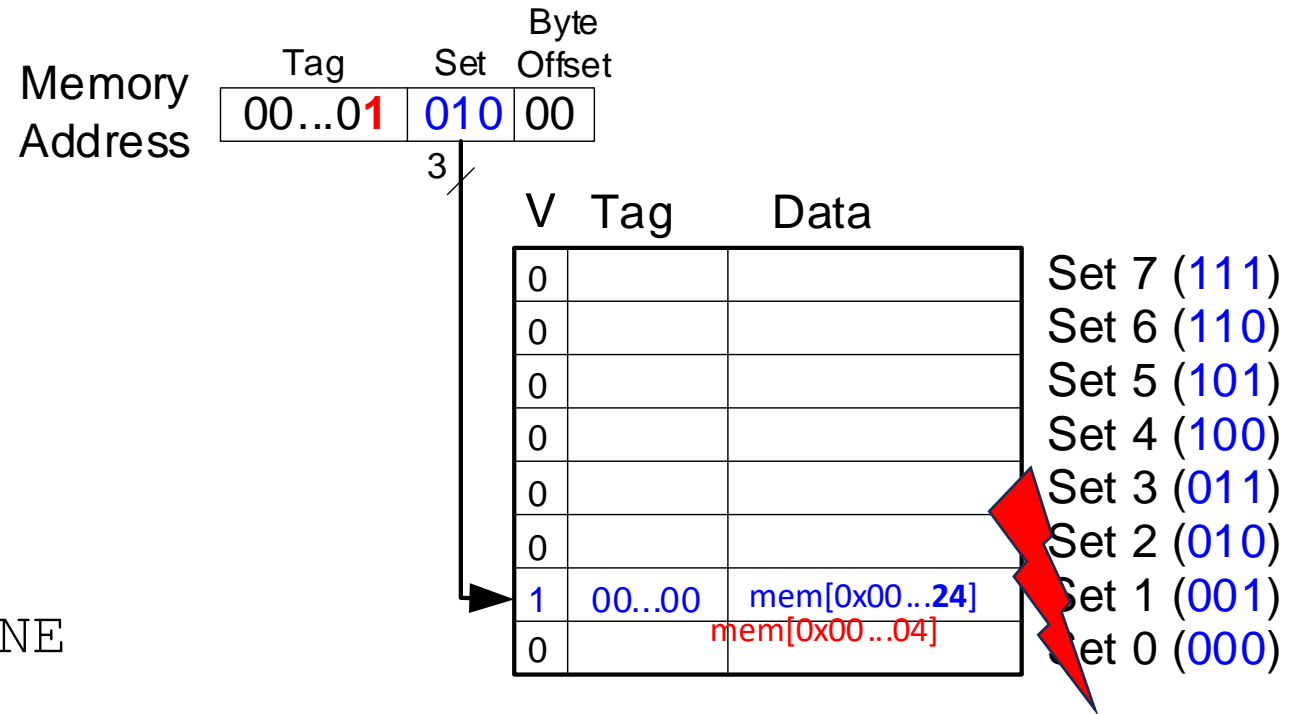 Byte
Tag Set Offset
Memory
Address
00...01 010 00
3
V Tag Data
0 Set 7 (111)
0 Set 6 (110)
0 Set 5 (101)
0 Set 4 (100)
0 Set 3 (011)
0 Set 2 (010)
1 00...00 mem[0x00...24] Set 1 (001)
mem[0x00...04]
NE
0 Set 0 (000)